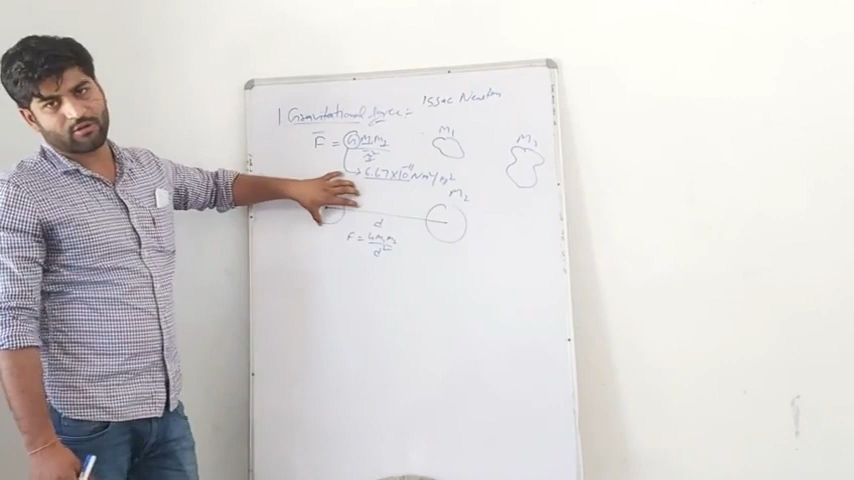 1 Gravitational force :- Issac Newton
F̅ = G M₁ M₂ / r²
→ 6.67×10⁻¹¹ Nm²/kg²
M₁
M₃
M₂
d
F = G M₁ M₂ / d²